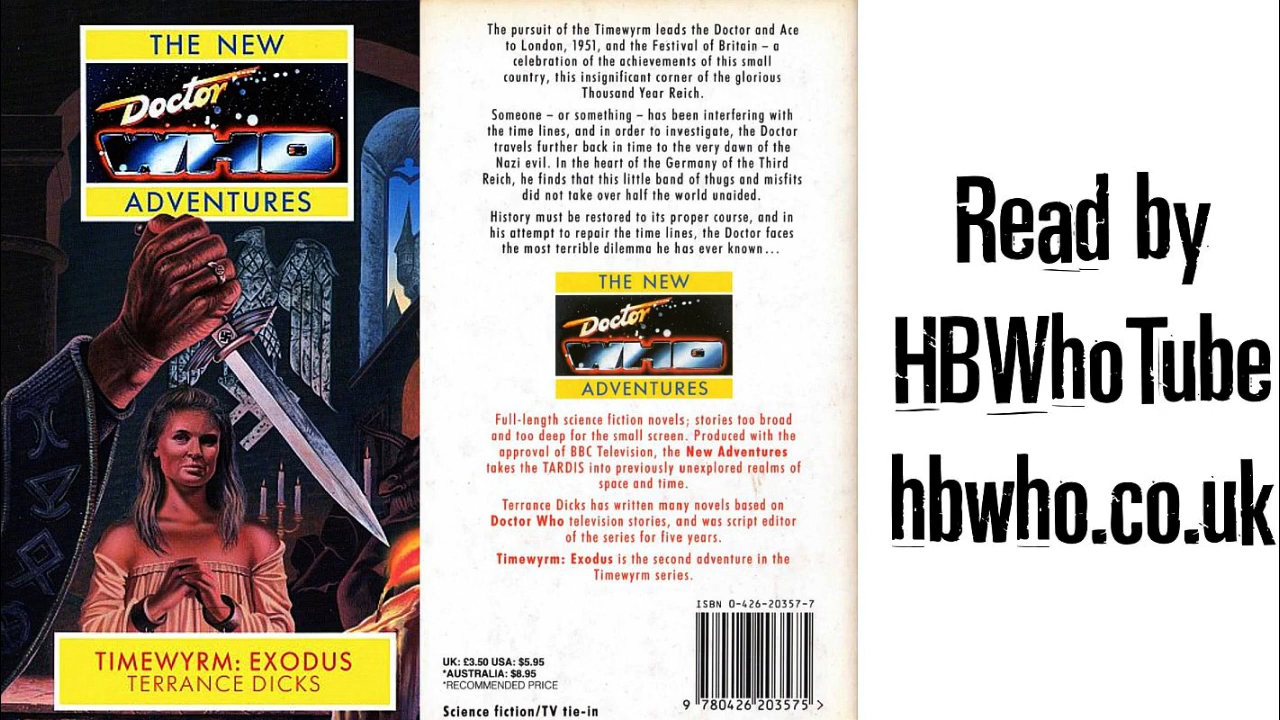 THE NEW
Doctor
WHO
ADVENTURES
TIMEWYRM: EXODUS
TERRANCE DICKS
The pursuit of the Timewyrm leads the Doctor and Ace
to London, 1951, and the Festival of Britain – a
celebration of the achievements of this small
country, this insignificant corner of the glorious
Thousand Year Reich.
Someone – or something – has been interfering with
the time lines, and in order to investigate, the Doctor
travels further back in time to the very dawn of the
Nazi evil. In the heart of the Germany of the Third
Reich, he finds that this little band of thugs and misfits
did not take over half the world unaided.
History must be restored to its proper course, and in
his attempt to repair the time lines, the Doctor faces
the most terrible dilemma he has ever known...
THE NEW
Doctor
WHO
ADVENTURES
Full-length science fiction novels; stories too broad
and too deep for the small screen. Produced with the
approval of BBC Television, the New Adventures
takes the TARDIS into previously unexplored realms of
space and time.
Terrance Dicks has written many novels based on
Doctor Who television stories, and was script editor
of the series for five years.
Timewyrm: Exodus is the second adventure in the
Timewyrm series.
ISBN 0-426-20357-7
UK: £3.50 USA: $5.95
*AUSTRALIA: $8.95
*RECOMMENDED PRICE
Science fiction/TV tie-in
9 780426 203575 >
Read by
HBWhoTube
hbwho.co.uk